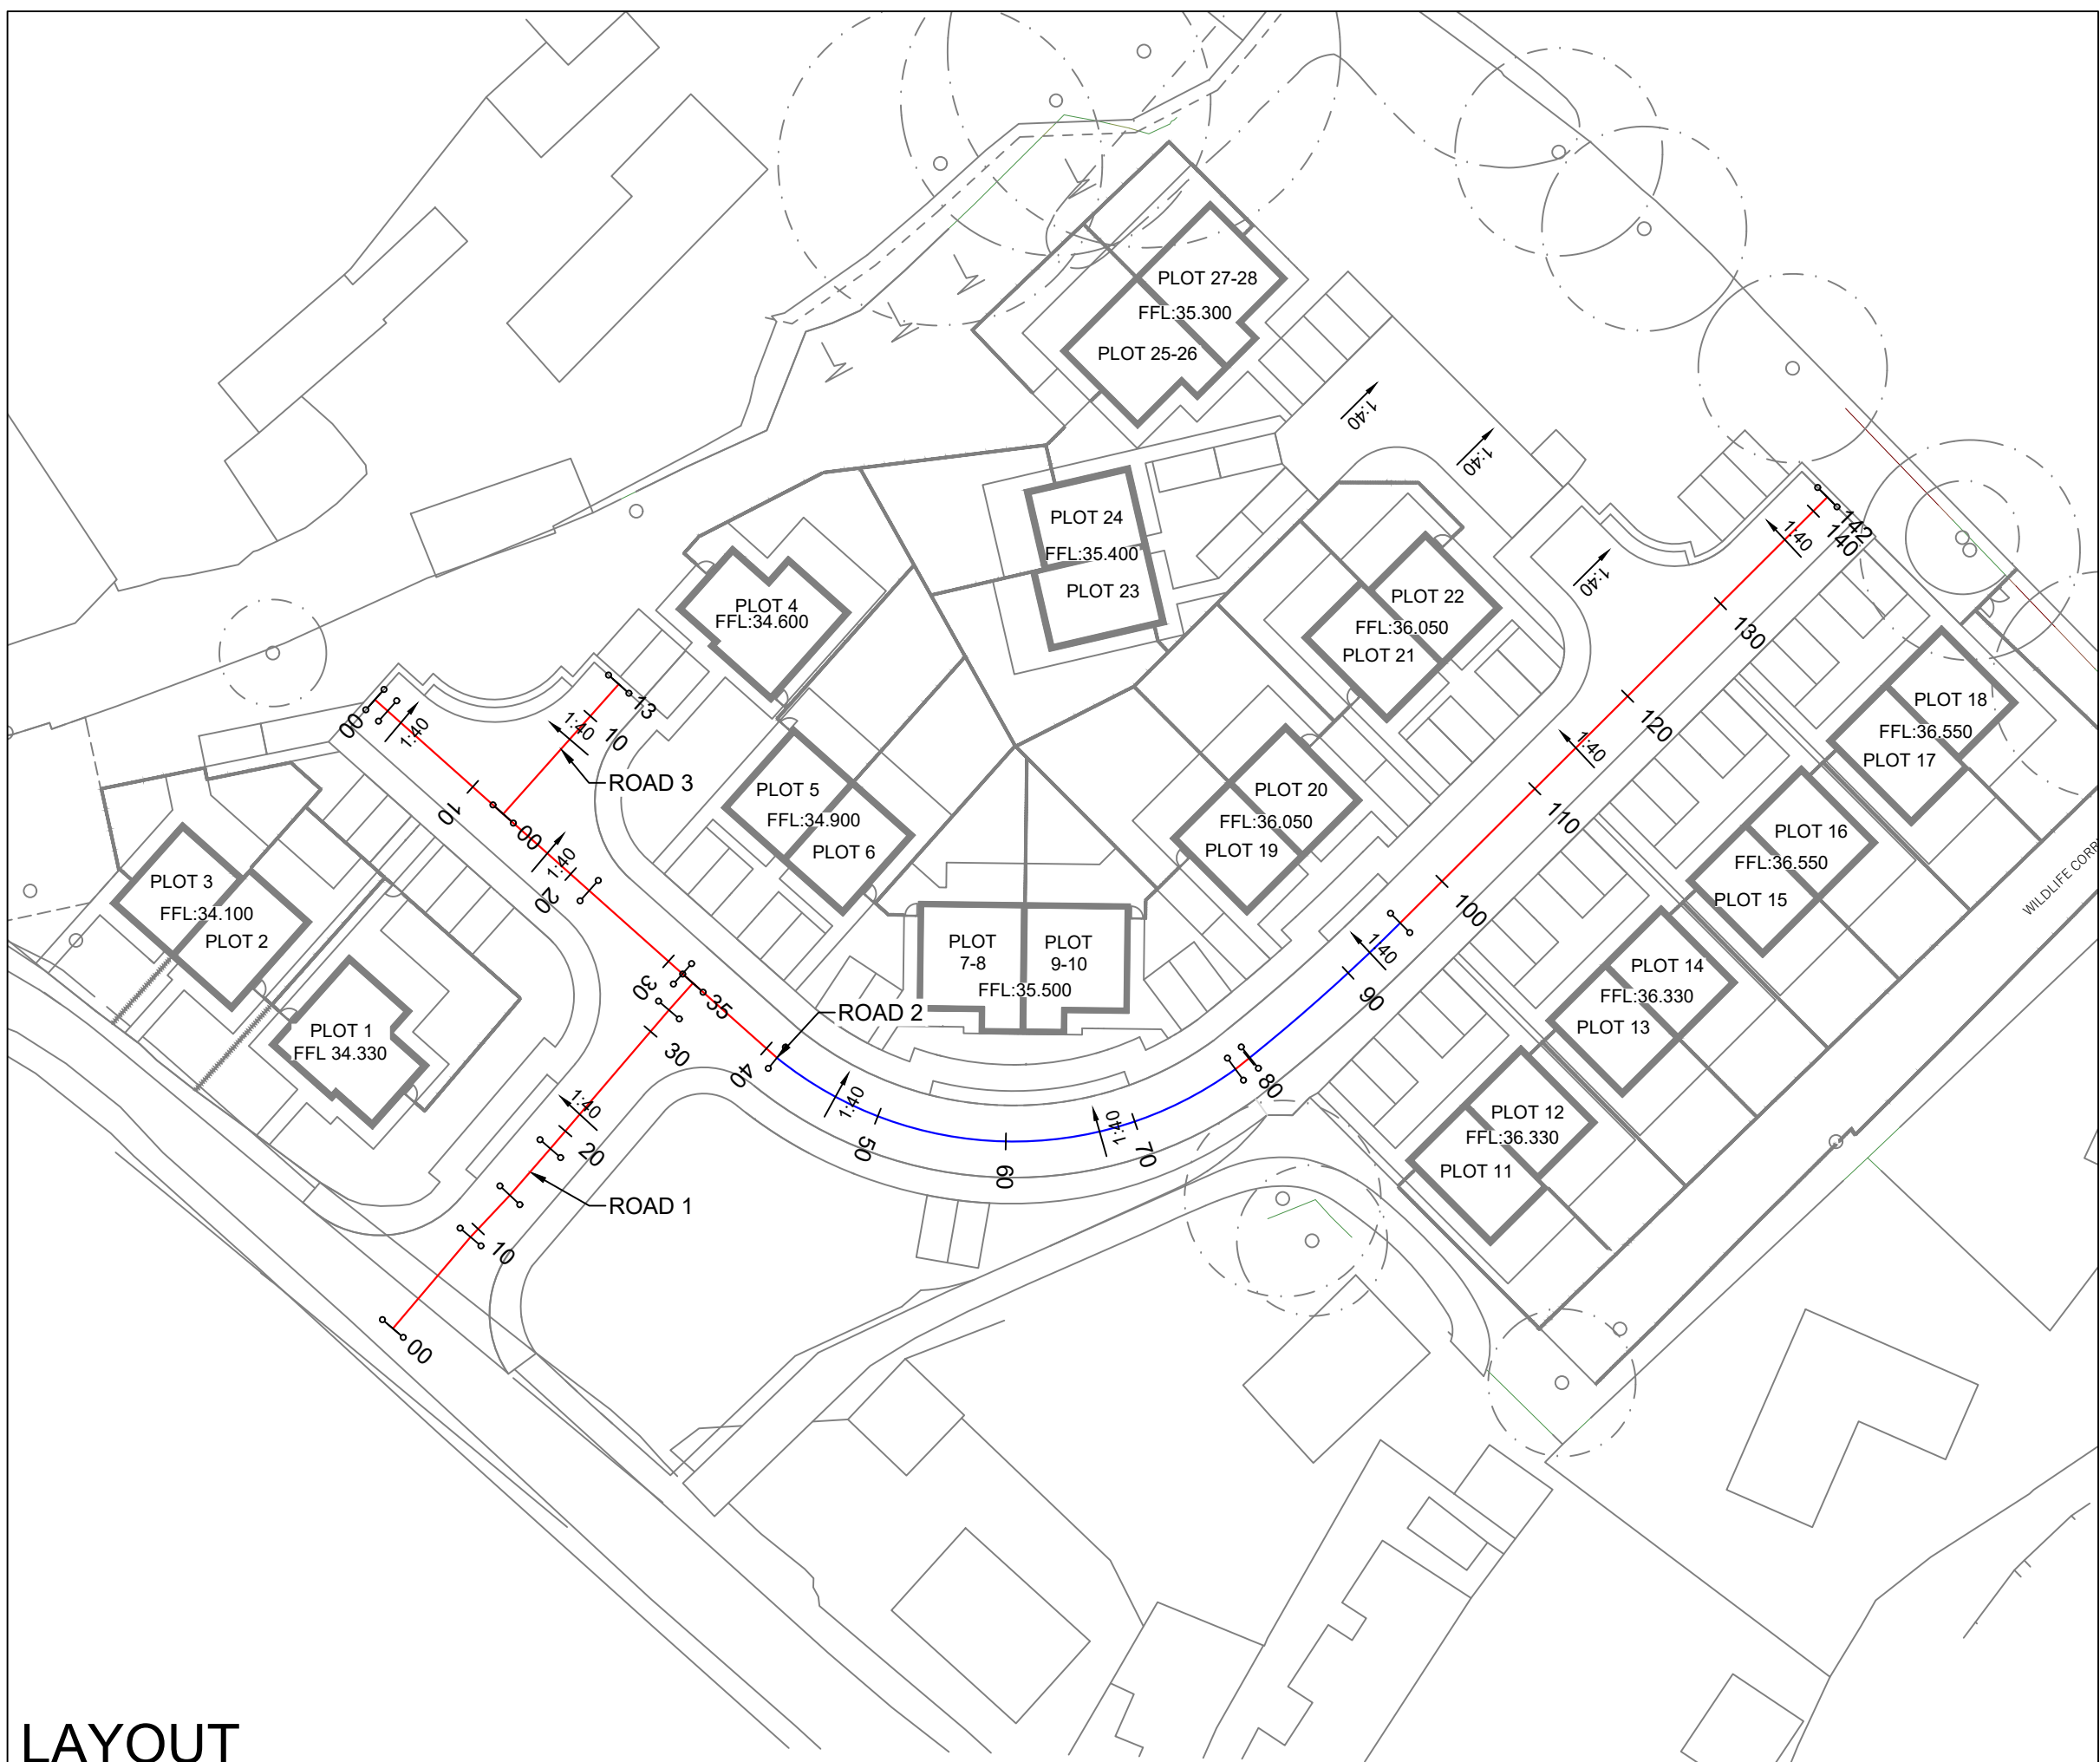 PLOT 27-28
FFL:35.300
PLOT 25-26
1:40
1:40
1:40
PLOT 24
FFL:35.400
PLOT 23
PLOT 22
FFL:36.050
PLOT 21
142
140
1:40
130
120
1:40
110
100
1:40
90
80
PLOT 4
FFL:34.600
00
1:40
13
10
1:40
ROAD 3
10
00
1:40
20
PLOT 5
FFL:34.900
PLOT 6
PLOT 20
FFL:36.050
PLOT 19
PLOT 18
FFL:36.550
PLOT 17
PLOT 16
FFL:36.550
PLOT 15
WILDLIFE CORR
PLOT 3
FFL:34.100
PLOT 2
PLOT
7-8
PLOT
9-10
FFL:35.500
PLOT 14
FFL:36.330
PLOT 13
30
35
ROAD 2
PLOT 1
FFL 34.330
30
40
1:40
1:40
50
60
70
1:40
PLOT 12
FFL:36.330
PLOT 11
20
ROAD 1
10
00
LAYOUT